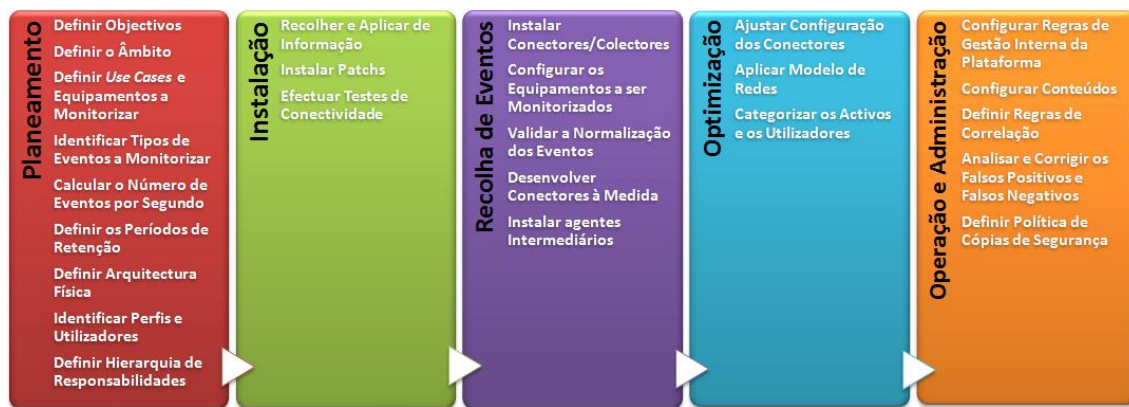 Planeamento
Definir Objectivos
Definir o Âmbito
Definir Use Cases e
Equipamentos a
Monitorizar
Identificar Tipos de
Eventos a Monitorizar
Calcular o Número de
Eventos por Segundo
Definir os Períodos de
Retenção
Definir Arquitectura
Física
Identificar Perfis e
Utilizadores
Definir Hierarquia de
Responsabilidades
Instalação
Recolher e Aplicar de
Informação
Instalar Patchs
Efectuar Testes de
Conectividade
Recolha de Eventos
Instalar
Conectores/Colectores
Configurar os
Equipamentos a ser
Monitorizados
Validar a Normalização
dos Eventos
Desenvolver
Conectores à Medida
Instalar agentes
Intermediários
Optimização
Ajustar Configuração
dos Conectores
Aplicar Modelo de
Redes
Categorizar os Activos
e os Utilizadores
Operação e Administração
Configurar Regras de
Gestão Interna da
Plataforma
Configurar Conteúdos
Definir Regras de
Correlação
Analisar e Corrigir os
Falsos Positivos e
Falsos Negativos
Definir Política de
Cópias de Segurança